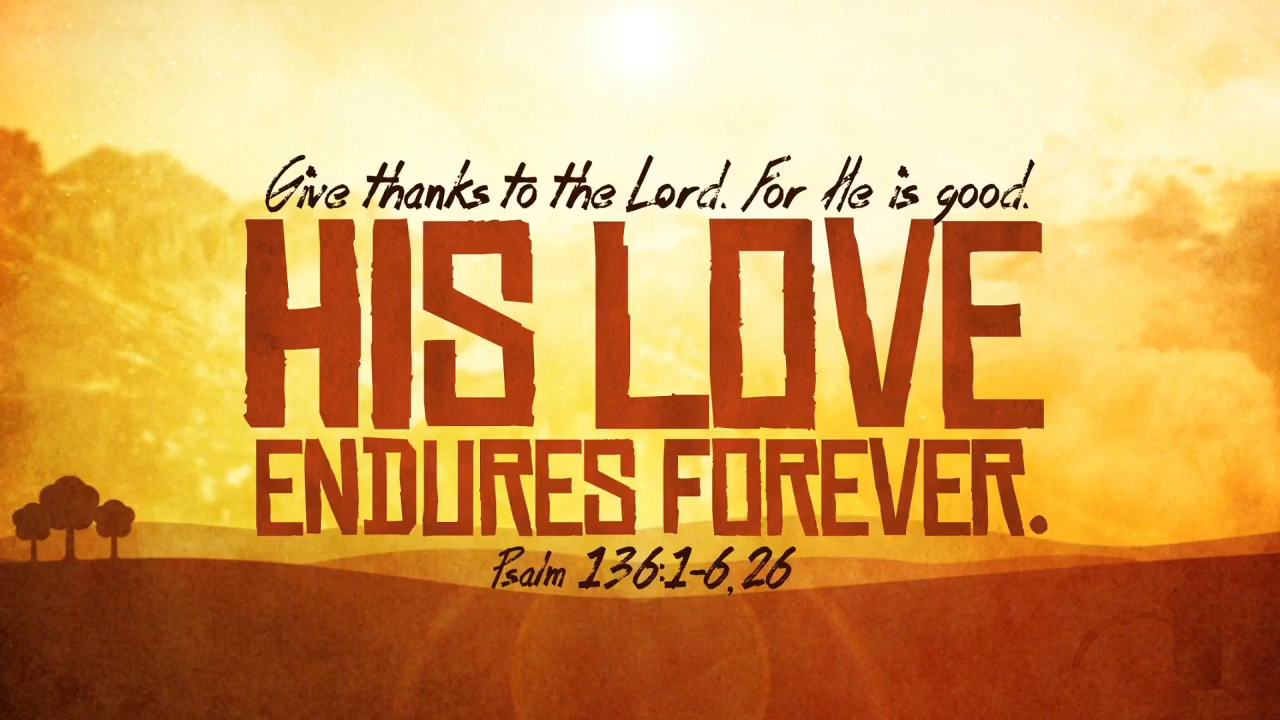 Give thanks to the Lord. For He is good.
HIS LOVE
ENDURES FOREVER.
Psalm 136:1-6, 26